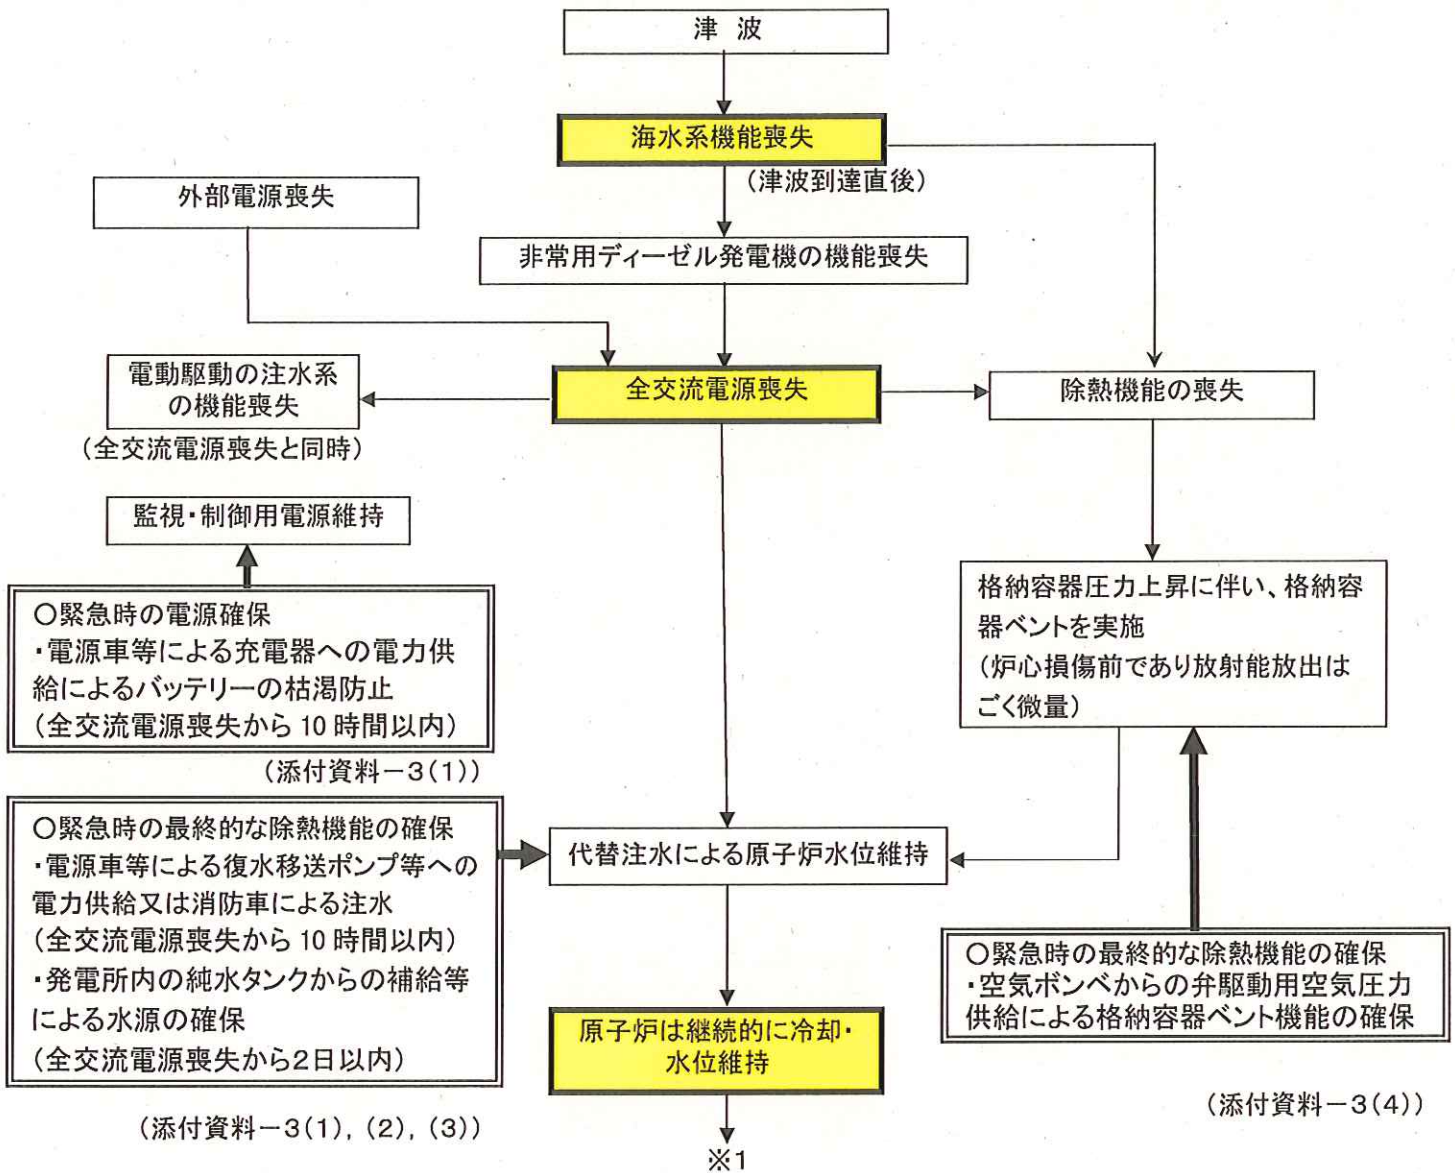 津 波
海水系機能喪失
(津波到達直後)
外部電源喪失
非常用ディーゼル発電機の機能喪失
電動駆動の注水系
の機能喪失
(全交流電源喪失と同時)
全交流電源喪失
除熱機能の喪失
監視・制御用電源維持
○緊急時の電源確保
・電源車等による充電器への電力供
給によるバッテリーの枯渇防止
(全交流電源喪失から 10 時間以内)
(添付資料-3(1))
格納容器圧力上昇に伴い、格納容
器ベントを実施
(炉心損傷前であり放射能放出は
ごく微量)
○緊急時の最終的な除熱機能の確保
・電源車等による復水移送ポンプ等への
電力供給又は消防車による注水
(全交流電源喪失から 10 時間以内)
・発電所内の純水タンクからの補給等
による水源の確保
(全交流電源喪失から2日以内)
(添付資料-3(1), (2), (3))
代替注水による原子炉水位維持
○緊急時の最終的な除熱機能の確保
・空気ボンベからの弁駆動用空気圧力
供給による格納容器ベント機能の確保
(添付資料-3(4))
原子炉は継続的に冷却・
水位維持
※1